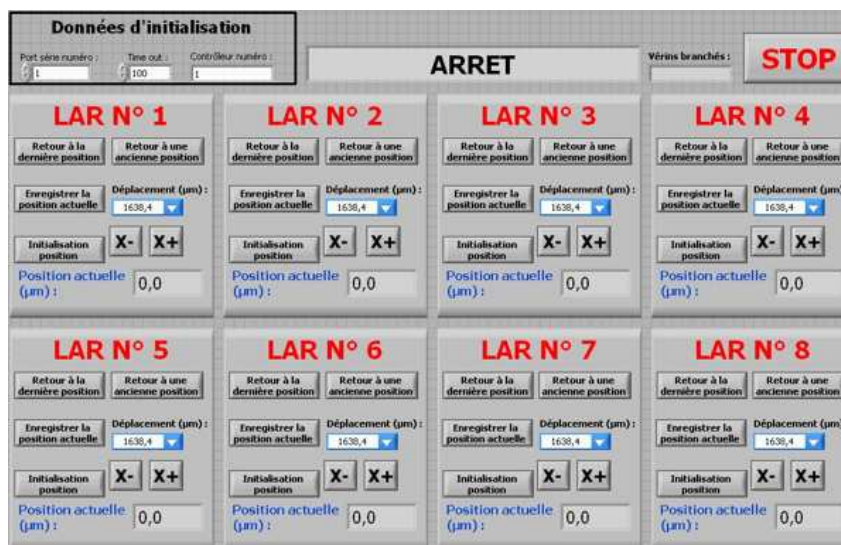 Données d'initialisation
Port série numéro :
Time out :
Contrôleur numéro :
1
100
1
ARRET
Vérins branchés :
STOP
LAR N° 1
Retour à la
dernière position
Retour à une
ancienne position
Enregistrer la
position actuelle
Déplacement (µm) :
1638,4
Initialisation
position
X-
X+
Position actuelle
(µm) :
0,0
LAR N° 2
Retour à la
dernière position
Retour à une
ancienne position
Enregistrer la
position actuelle
Déplacement (µm) :
1638,4
Initialisation
position
X-
X+
Position actuelle
(µm) :
0,0
LAR N° 3
Retour à la
dernière position
Retour à une
ancienne position
Enregistrer la
position actuelle
Déplacement (µm) :
1638,4
Initialisation
position
X-
X+
Position actuelle
(µm) :
0,0
LAR N° 4
Retour à la
dernière position
Retour à une
ancienne position
Enregistrer la
position actuelle
Déplacement (µm)
1638,4
Initialisation
position
X-
X+
Position actuelle
(µm) :
0,0
LAR N° 5
Retour à la
dernière position
Retour à une
ancienne position
Enregistrer la
position actuelle
Déplacement (µm) :
1638,4
Initialisation
position
X-
X+
Position actuelle
(µm) :
0,0
LAR N° 6
Retour à la
dernière position
Retour à une
ancienne position
Enregistrer la
position actuelle
Déplacement (µm) :
1638,4
Initialisation
position
X-
X+
Position actuelle
(µm) :
0,0
LAR N° 7
Retour à la
dernière position
Retour à une
ancienne position
Enregistrer la
position actuelle
Déplacement (µm) :
1638,4
Initialisation
position
X-
X+
Position actuelle
(µm) :
0,0
LAR N° 8
Retour à la
dernière position
Retour à une
ancienne position
Enregistrer la
position actuelle
Déplacement (µm)
1638,4
Initialisation
position
X-
X+
Position actuelle
(µm) :
0,0